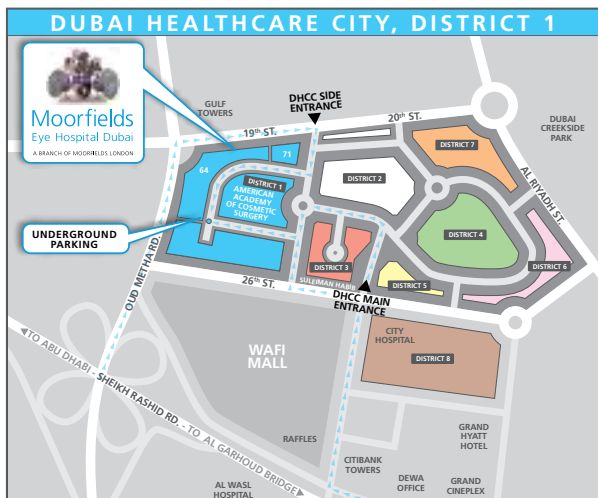 DUBAI HEALTHCARE CITY, DISTRICT 1
Moorfields
Eye Hospital Dubai
A BRANCH OF MOORFIELDS LONDON
GULF
TOWERS
DHCC SIDE
ENTRANCE
19th ST.
20th ST.
DUBAI
CREEKSIDE
PARK
AL RIYADH ST.
DISTRICT 7
71
64
DISTRICT 1
AMERICAN
ACADEMY
OF COSMETIC
SURGERY
DISTRICT 2
DISTRICT 4
UNDERGROUND
PARKING
OUD METHA RD.
DISTRICT 3
SULEIMAN HABIB
DISTRICT 6
DISTRICT 5
26th ST.
DHCC MAIN
ENTRANCE
CITY
HOSPITAL
DISTRICT 8
WAFI
MALL
TO ABU DHABI - SHEIKH RASHID RD. - TO AL GARHOUD BRIDGE
RAFFLES
CITIBANK
TOWERS
GRAND
HYATT
HOTEL
DEWA
OFFICE
GRAND
CINEPLEX
AL WASL
HOSPITAL